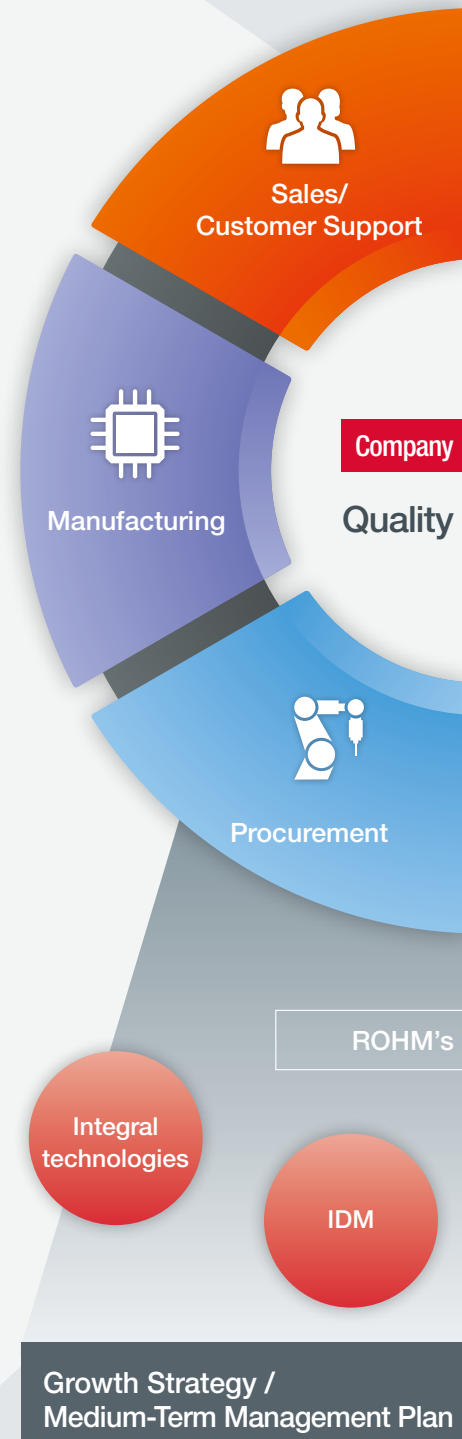 Sales/
Customer Support
Manufacturing
Company
Quality
Procurement
ROHM's
Integral
technologies
IDM
Growth Strategy /
Medium-Term Management Plan